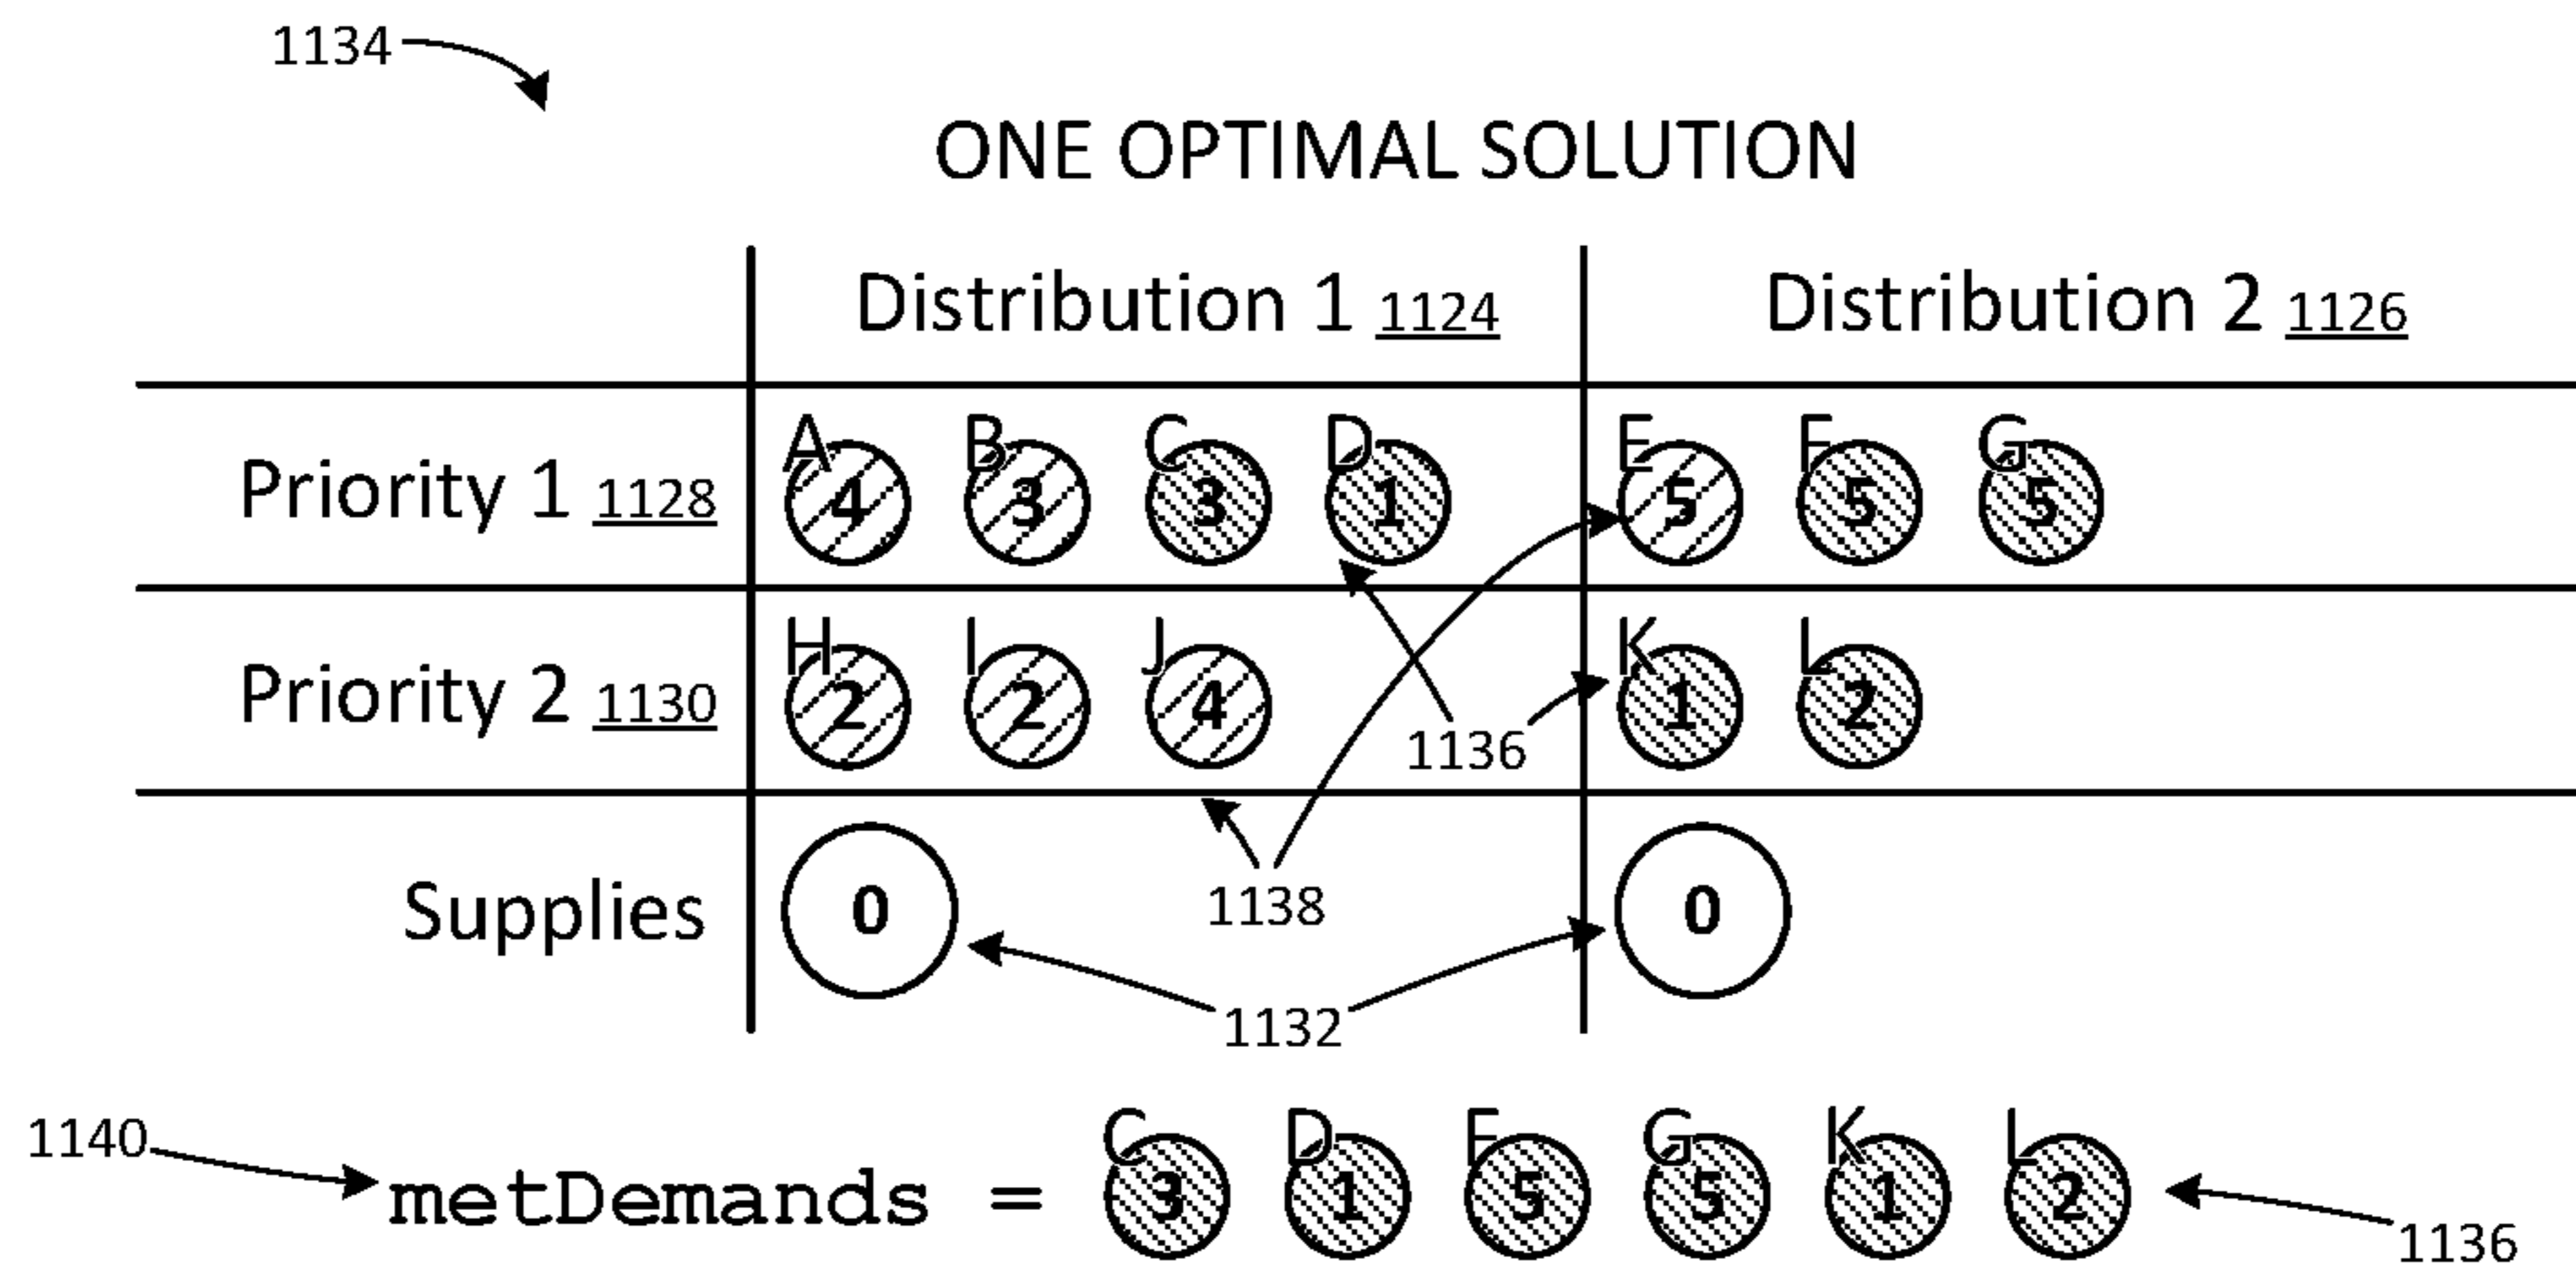 1134
ONE OPTIMAL SOLUTION
Distribution 1 1124 Distribution 2 1126
A B C D E F G
Priority 1 1128 4 3 3 1 5 5 5
H I J K L
Priority 2 1130 2 2 4 1 2
1136
Supplies 0 0
1138
1132
C D F G K L
1140 metDemands = 3 1 5 5 1 2
1136